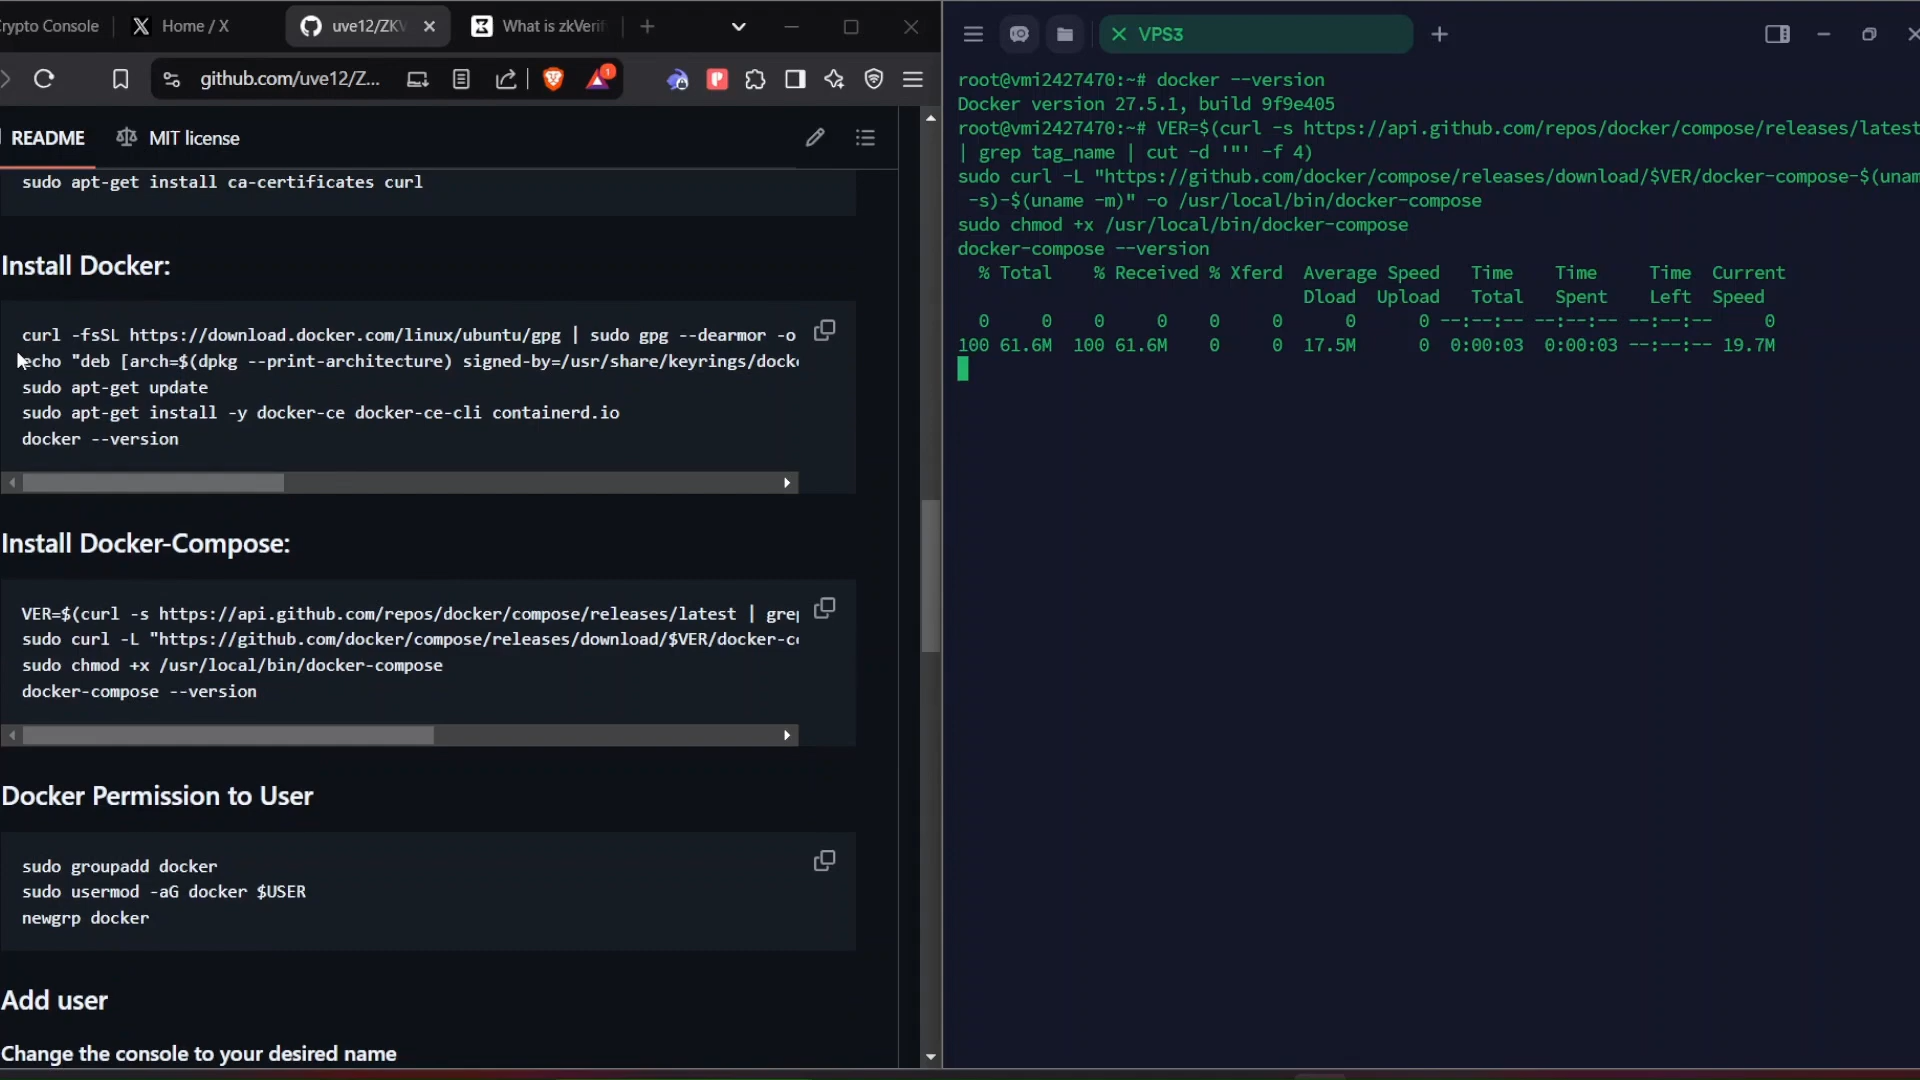 rypto Console
Home / X
uve12/ZKV
What is zkVerif
github.com/uve12/Z...
1
README
MIT license
sudo apt-get install ca-certificates curl
Install Docker:
curl -fsSL https://download.docker.com/linux/ubuntu/gpg | sudo gpg --dearmor -o
echo "deb [arch=$(dpkg --print-architecture) signed-by=/usr/share/keyrings/docke
sudo apt-get update
sudo apt-get install -y docker-ce docker-ce-cli containerd.io
docker --version
Install Docker-Compose:
VER=$(curl -s https://api.github.com/repos/docker/compose/releases/latest | grep
sudo curl -L "https://github.com/docker/compose/releases/download/$VER/docker-co
sudo chmod +x /usr/local/bin/docker-compose
docker-compose --version
Docker Permission to User
sudo groupadd docker
sudo usermod -aG docker $USER
newgrp docker
Add user
Change the console to your desired name
VPS3
root@vmi2427470:~# docker --version
Docker version 27.5.1, build 9f9e405
root@vmi2427470:~# VER=$(curl -s https://api.github.com/repos/docker/compose/releases/latest
| grep tag_name | cut -d '"' -f 4)
sudo curl -L "https://github.com/docker/compose/releases/download/$VER/docker-compose-$(unam
-s)-$(uname -m)" -o /usr/local/bin/docker-compose
sudo chmod +x /usr/local/bin/docker-compose
docker-compose --version
% Total % Received % Xferd Average Speed Time Time Time Current
Dload Upload Total Spent Left Speed
0 0 0 0 0 0 0 0 --:--:-- --:--:-- --:--:-- 0
100 61.6M 100 61.6M 0 0 17.5M 0 0:00:03 0:00:03 --:--:-- 19.7M